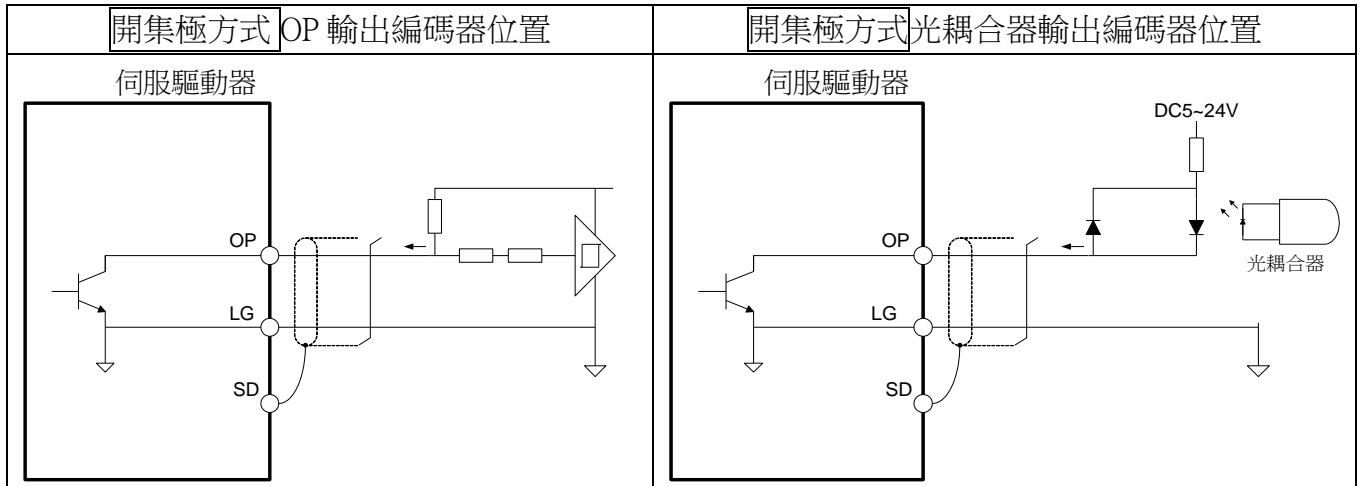 開集極方式 OP 輸出編碼器位置
開集極方式光耦合器輸出編碼器位置
伺服驅動器
OP
LG
SD
伺服驅動器
DC5~24V
OP
光耦合器
LG
SD